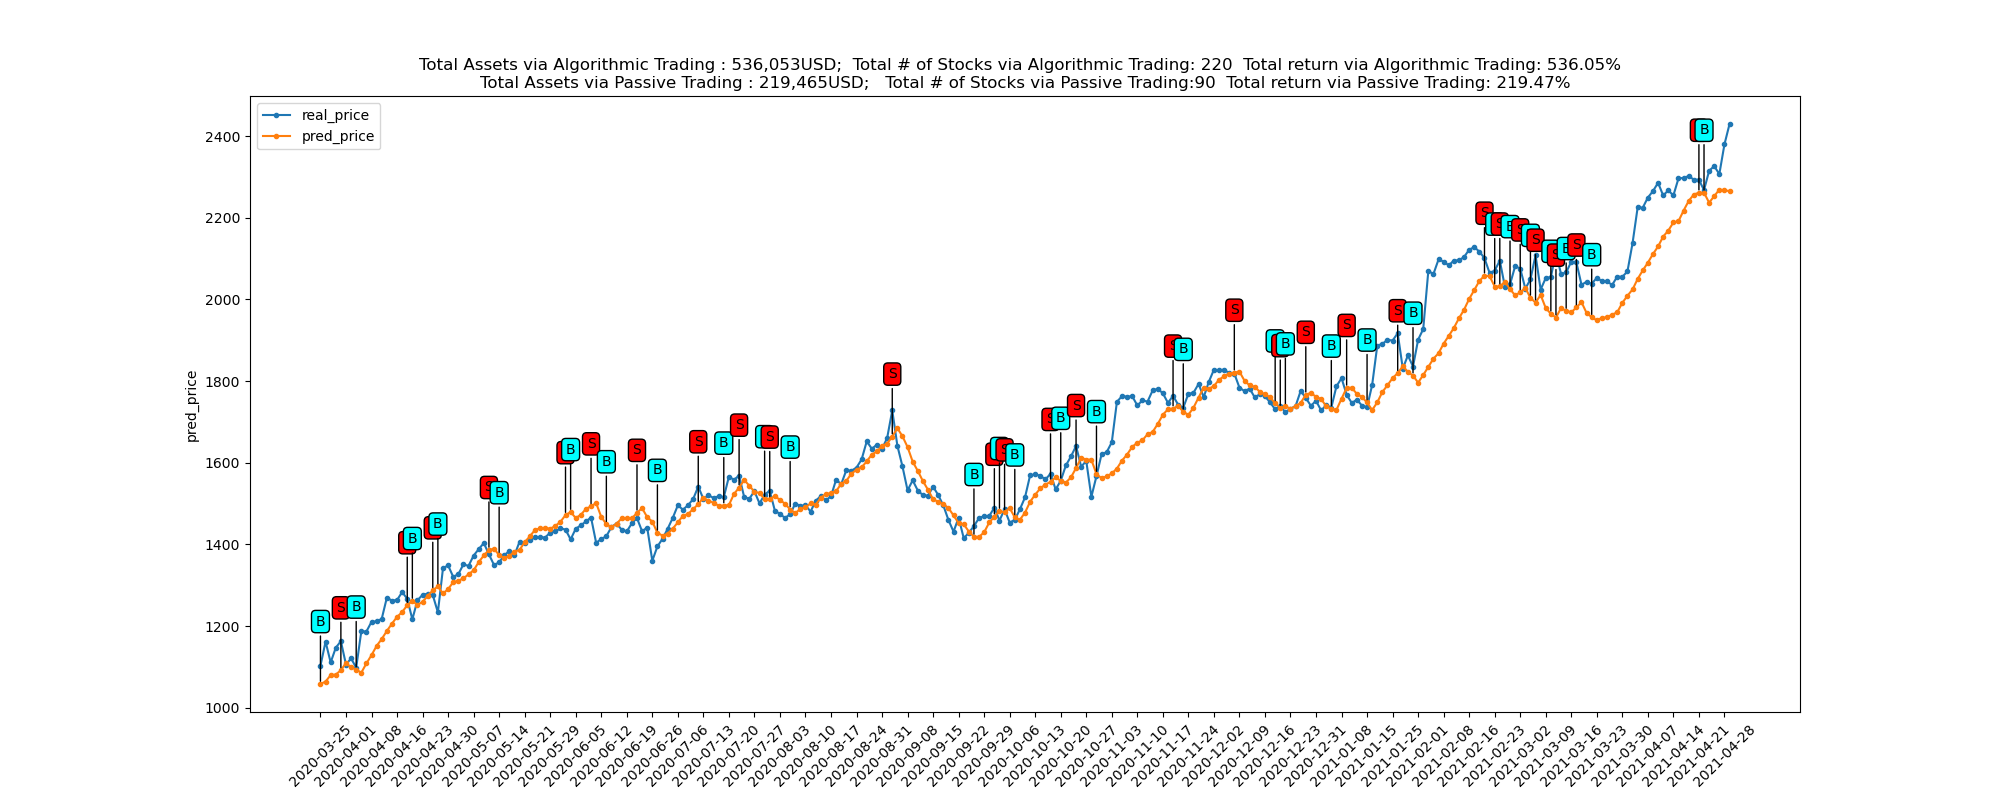 Total Assets via Algorithmic Trading : 536,053USD;  Total # of Stocks via Algorithmic Trading: 220  Total return via Algorithmic Trading: 536.05%
Total Assets via Passive Trading : 219,465USD;   Total # of Stocks via Passive Trading:90  Total return via Passive Trading: 219.47%
real_price
pred_price
pred_price
2400
2200
2000
1800
1600
1400
1200
1000
B
S
B
S
B
S
B
S
B
S
B
S
B
S
B
S
B
S
B
S
B
S
B
S
B
S
B
S
B
S
B
S
B
S
B
S
B
S
B
S
B
S
B
S
B
S
B
S
B
S
B
S
B
S
B
B
2020-03-25
2020-04-01
2020-04-08
2020-04-16
2020-04-23
2020-04-30
2020-05-07
2020-05-14
2020-05-21
2020-05-29
2020-06-05
2020-06-12
2020-06-19
2020-06-26
2020-07-06
2020-07-13
2020-07-20
2020-07-27
2020-08-03
2020-08-10
2020-08-17
2020-08-24
2020-08-31
2020-09-08
2020-09-15
2020-09-22
2020-09-29
2020-10-06
2020-10-13
2020-10-20
2020-10-27
2020-11-03
2020-11-10
2020-11-17
2020-11-24
2020-12-02
2020-12-09
2020-12-16
2020-12-23
2020-12-31
2021-01-08
2021-01-15
2021-01-25
2021-02-01
2021-02-08
2021-02-16
2021-02-23
2021-03-02
2021-03-09
2021-03-16
2021-03-23
2021-03-30
2021-04-07
2021-04-14
2021-04-21
2021-04-28